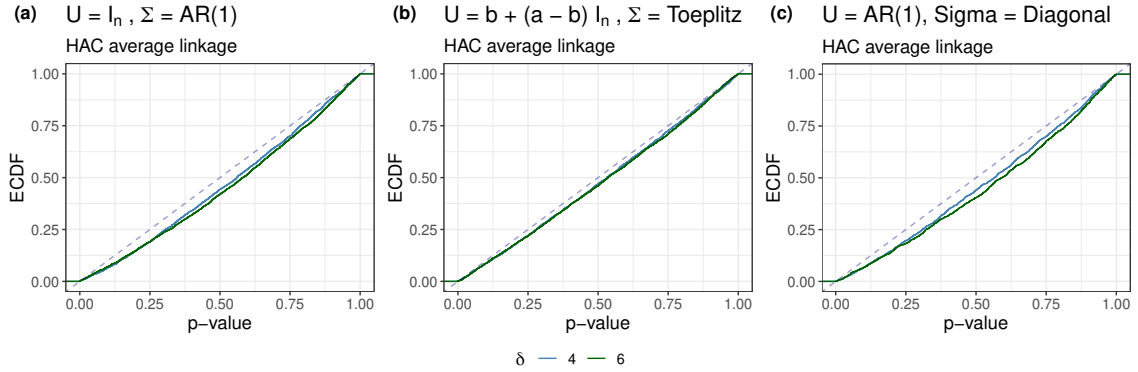 (a) U = Iₙ , Σ = AR(1)
HAC average linkage
1.00
0.75
0.50
0.25
0.00
ECDF
0.00 0.25 0.50 0.75 1.00
p−value
(b) U = b + (a − b) Iₙ , Σ = Toeplitz
HAC average linkage
1.00
0.75
0.50
0.25
0.00
ECDF
0.00 0.25 0.50 0.75 1.00
p−value
(c) U = AR(1), Sigma = Diagonal
HAC average linkage
1.00
0.75
0.50
0.25
0.00
ECDF
0.00 0.25 0.50 0.75 1.00
p−value
δ 4 6